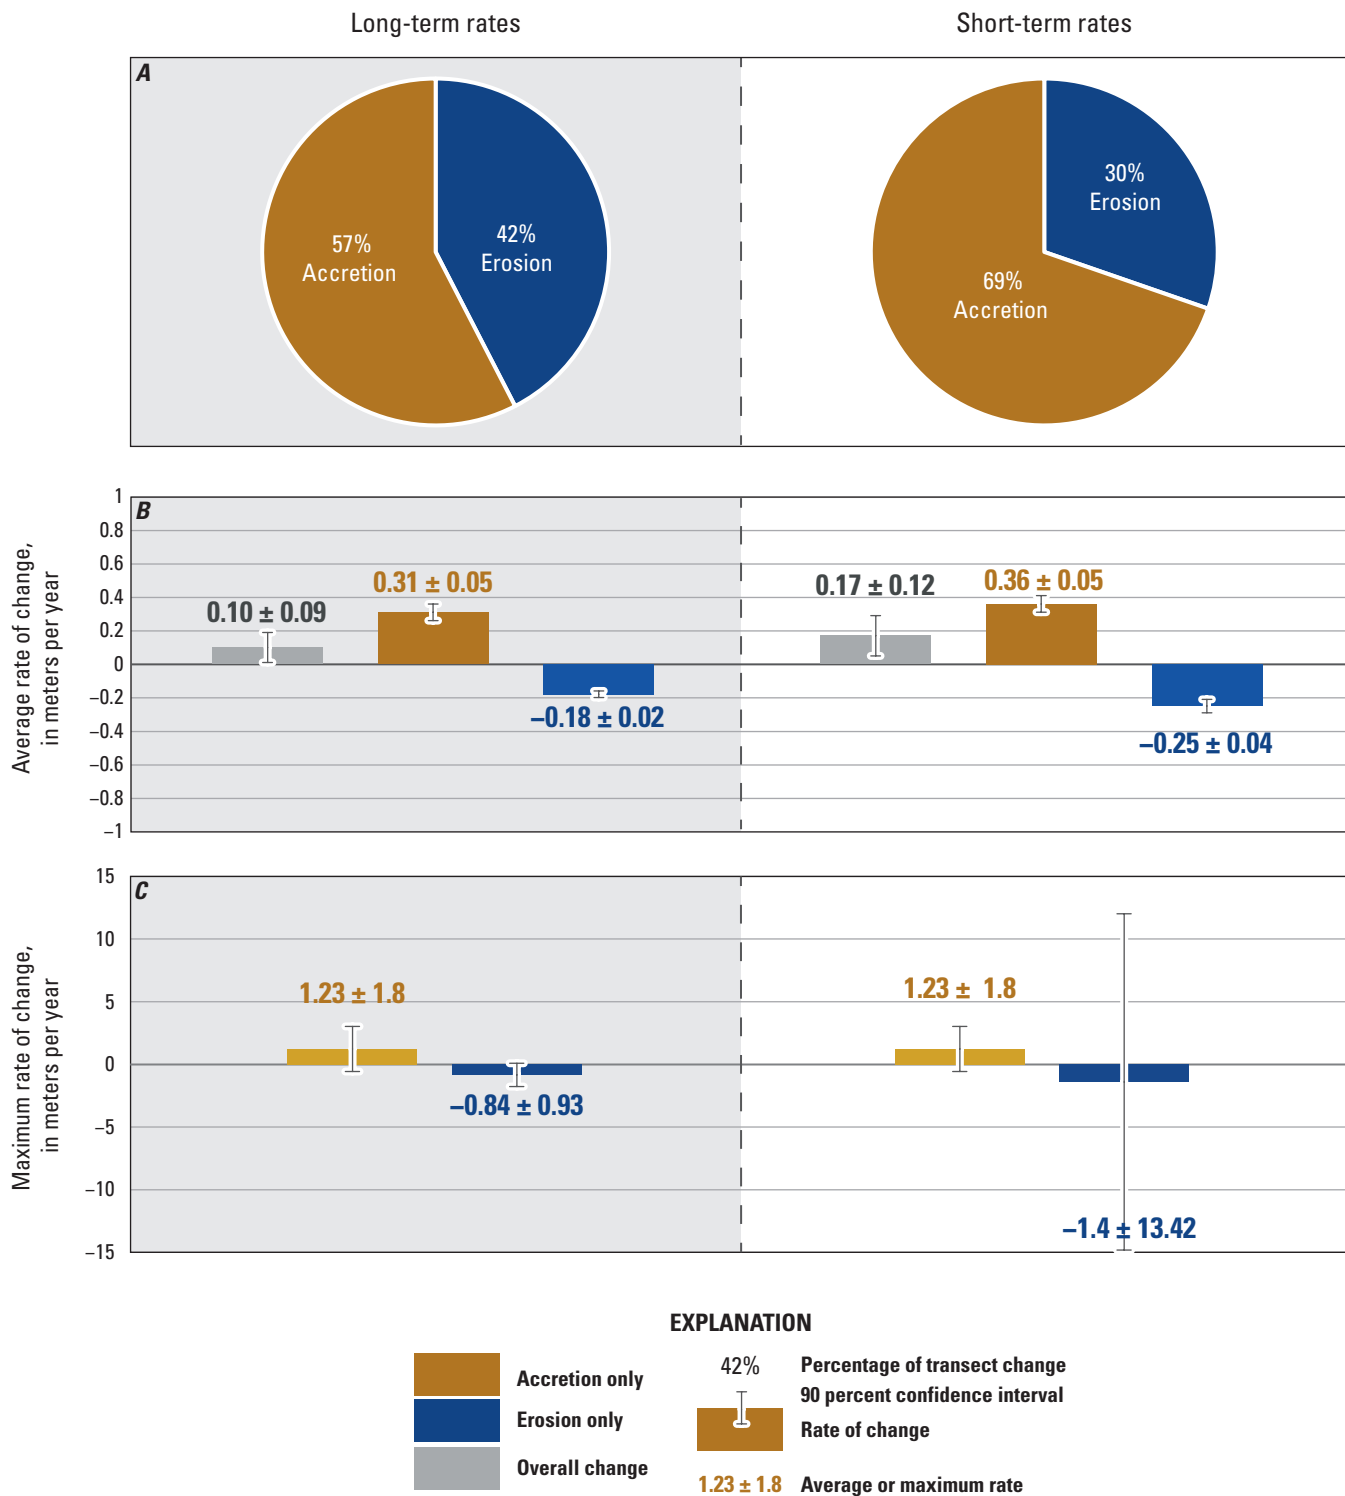 Long-term rates
Short-term rates
A
57%
Accretion
42%
Erosion
30%
Erosion
69%
Accretion
Average rate of change,
in meters per year
1
0.8
0.6
0.4
0.2
0
−0.2
−0.4
−0.6
−0.8
−1
B
0.10 ± 0.09
0.31 ± 0.05
−0.18 ± 0.02
0.17 ± 0.12
0.36 ± 0.05
−0.25 ± 0.04
Maximum rate of change,
in meters per year
15
10
5
0
−5
−10
−15
C
1.23 ± 1.8
−0.84 ± 0.93
1.23 ± 1.8
−1.4 ± 13.42
EXPLANATION
Accretion only
Erosion only
Overall change
42%
Percentage of transect change
90 percent confidence interval
Rate of change
1.23 ± 1.8
Average or maximum rate